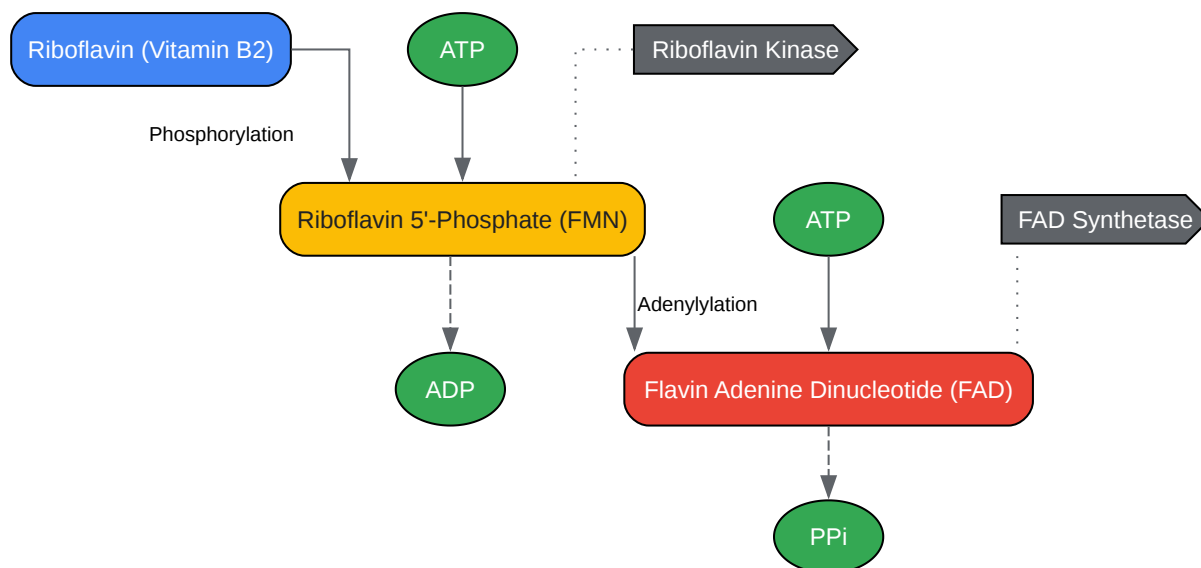 Riboflavin (Vitamin B2)
ATP
Riboflavin Kinase
Phosphorylation
Riboflavin 5'-Phosphate (FMN)
ATP
FAD Synthetase
Adenylylation
ADP
Flavin Adenine Dinucleotide (FAD)
PPi